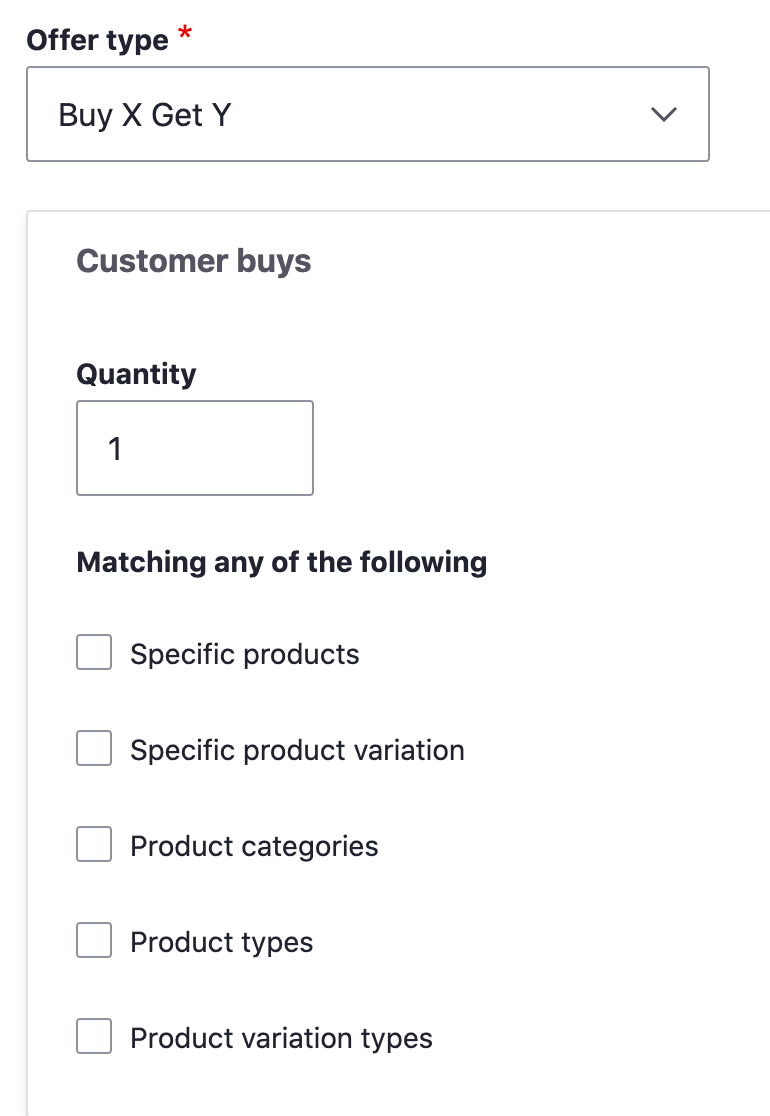 Offer type *
Buy X Get Y
Customer buys
Quantity
1
Matching any of the following
Specific products
Specific product variation
Product categories
Product types
Product variation types